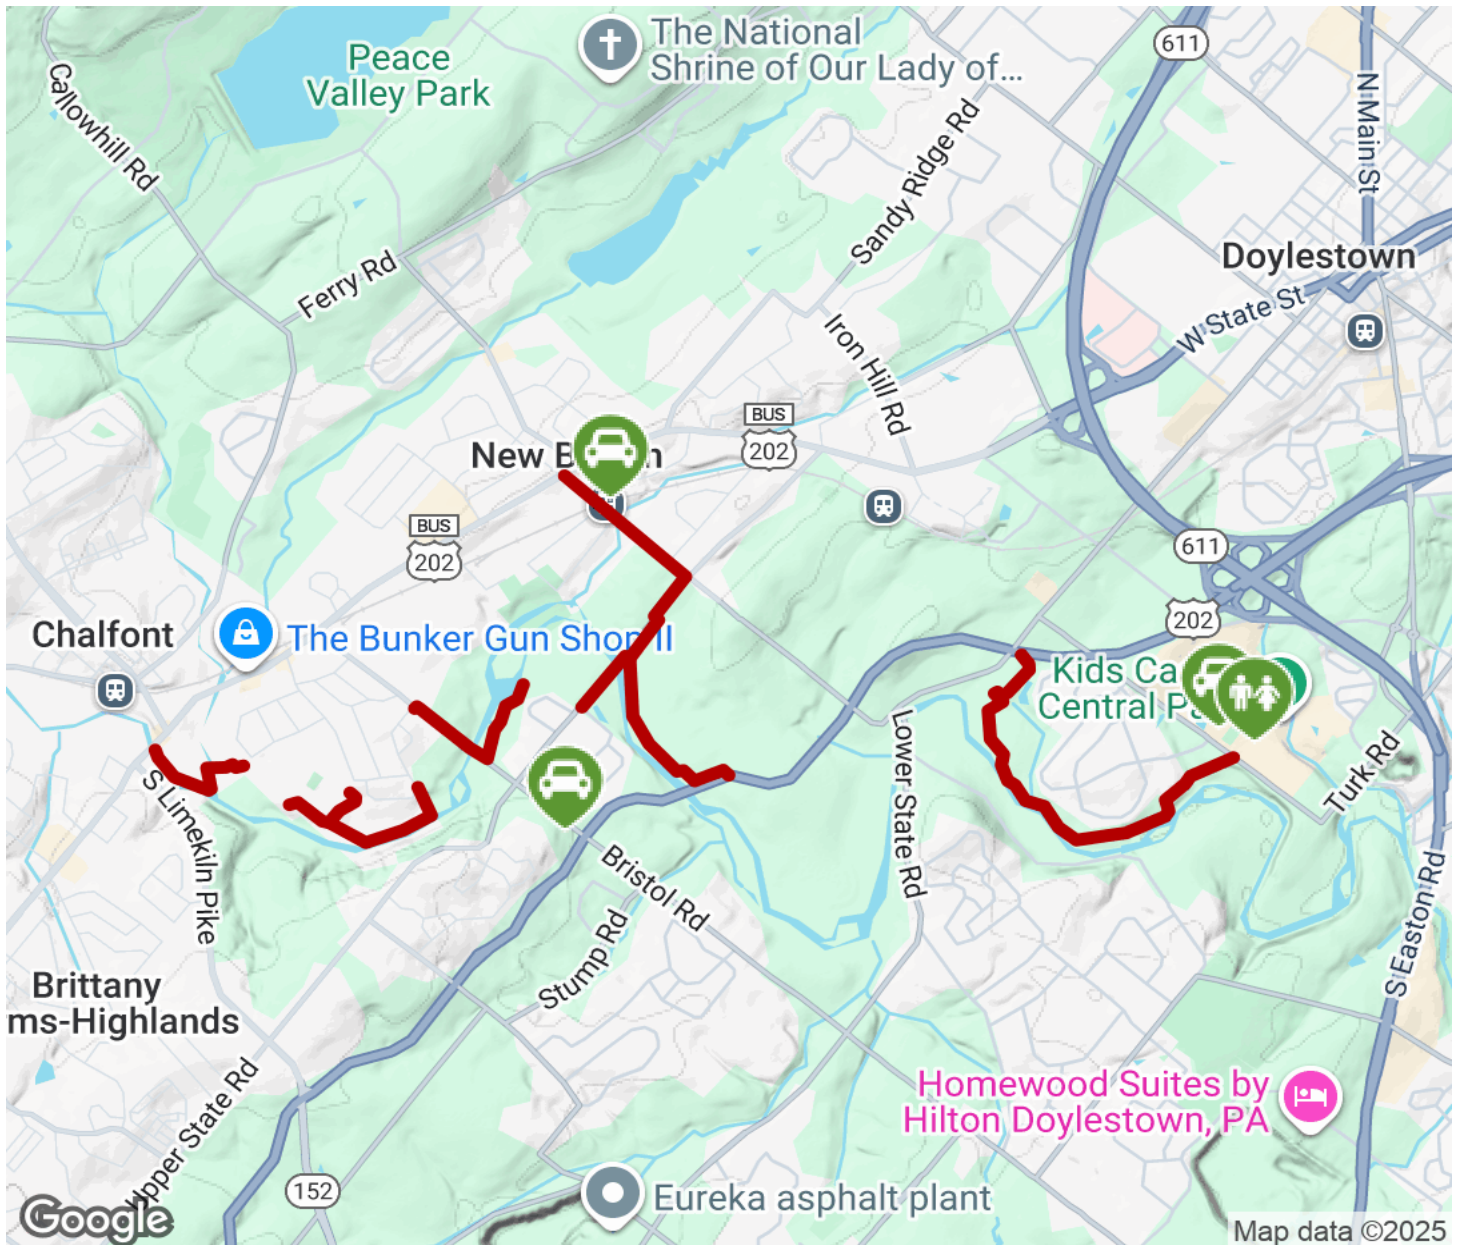 The National
Shrine of Our Lady of...
611
Peace
Valley Park
Callowhill Rd
N Main St
Sandy Ridge Rd
Doylestown
Ferry Rd
W State St
Iron Hill Rd
BUS
202
New B
n
BUS
202
611
202
Chalfont
The Bunker Gun Shop II
Kids Ca
Central P
Lower State Rd
Turk Rd
S Limekiln Pike
Bristol Rd
S Easton Rd
Stump Rd
Brittany
ms-Highlands
Upper State Rd
Homewood Suites by
Hilton Doylestown, PA
152
Eureka asphalt plant
Google
Map data ©2025